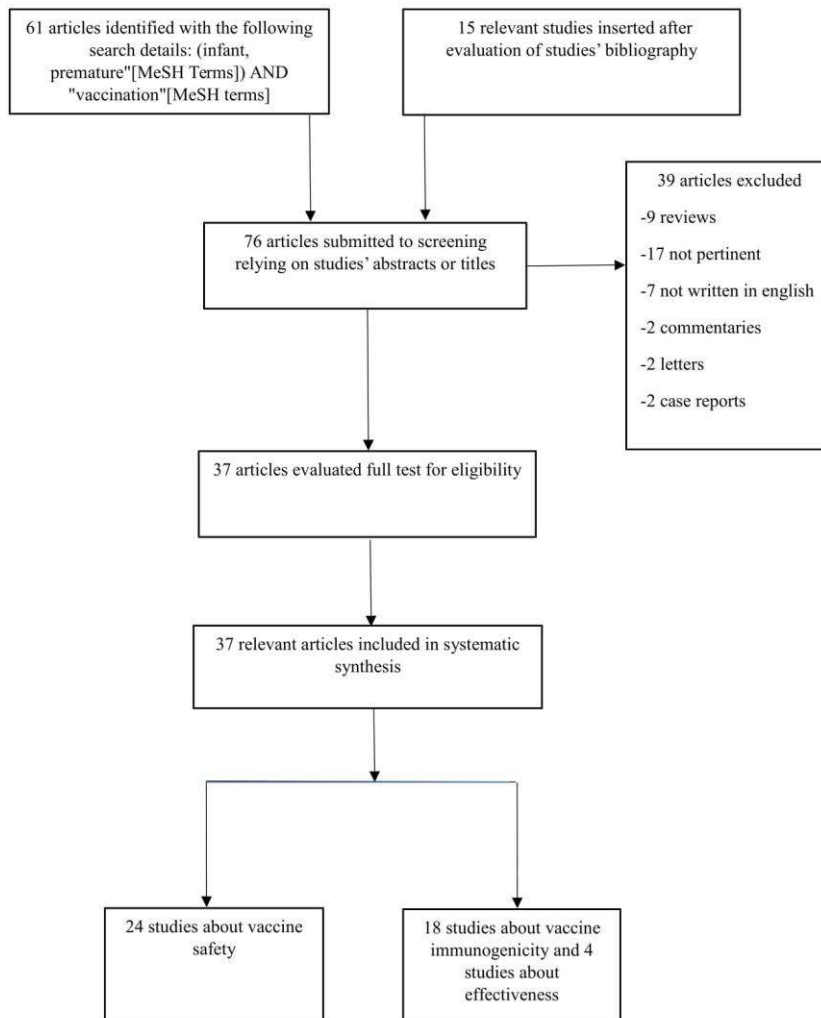 61 articles identified with the following
search details: (infant,
premature"[MeSH Terms]) AND
"vaccination"[MeSH terms]
15 relevant studies inserted after
evaluation of studies’ bibliography
76 articles submitted to screening
relying on studies’ abstracts or titles
39 articles excluded
-9 reviews
-17 not pertinent
-7 not written in english
-2 commentaries
-2 letters
-2 case reports
37 articles evaluated full test for eligibility
37 relevant articles included in systematic
synthesis
24 studies about vaccine
safety
18 studies about vaccine
immunogenicity and 4
studies about
effectiveness